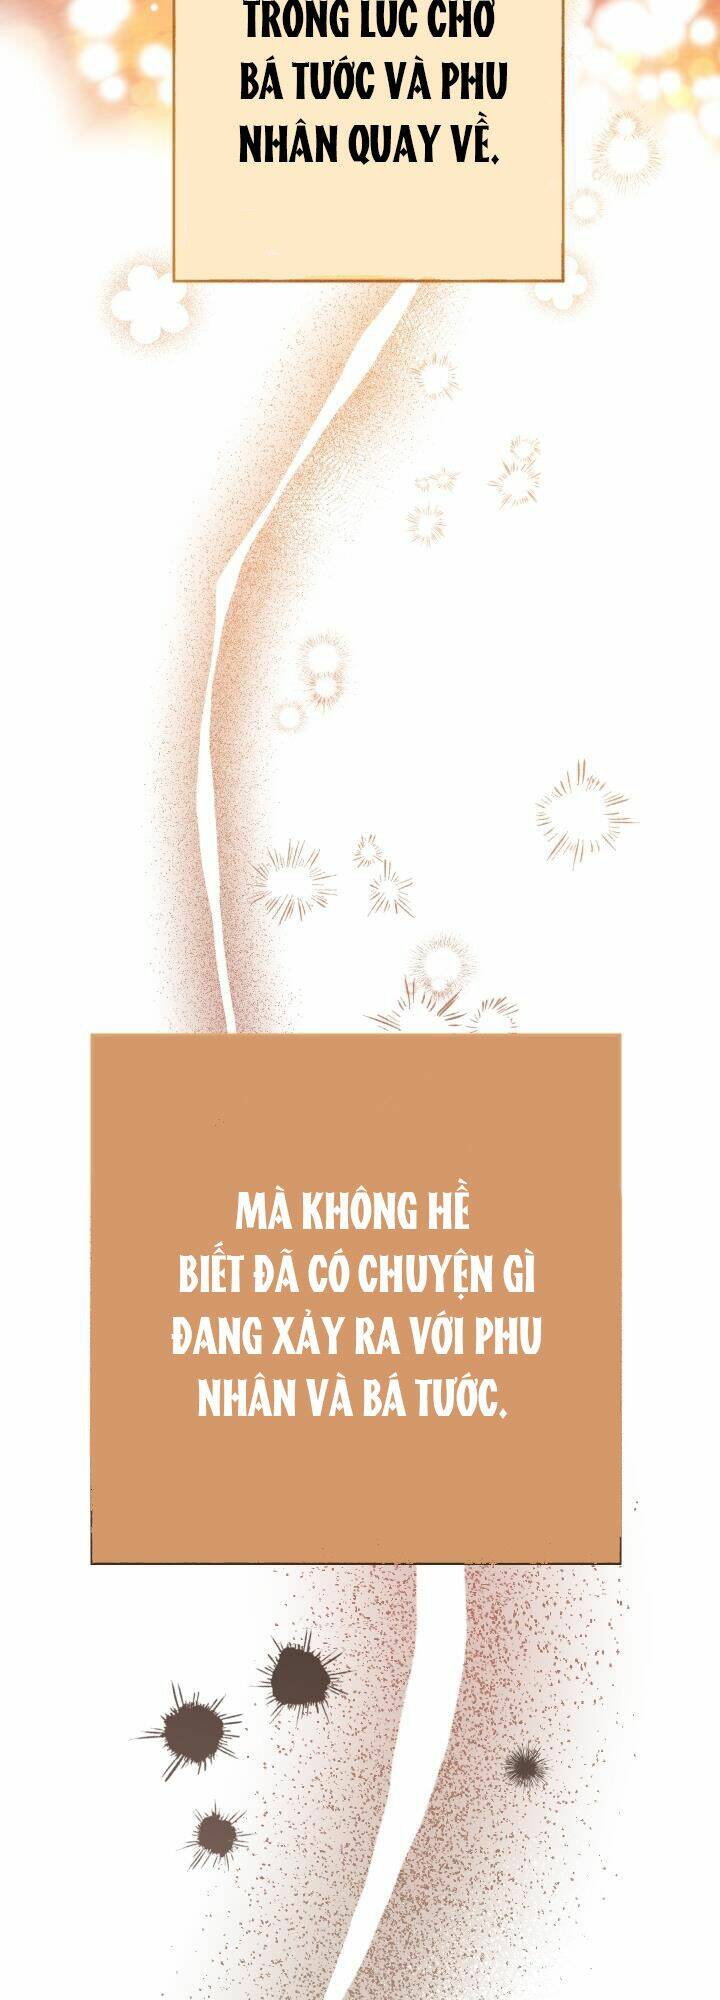 TRONG LÚC CHỜ
BÁ TƯỚC VÀ PHU
NHÂN QUAY VỀ.
MÀ KHÔNG HỀ
BIẾT ĐÃ CÓ CHUYỆN GÌ
ĐANG XẢY RA VỚI PHU
NHÂN VÀ BÁ TƯỚC.